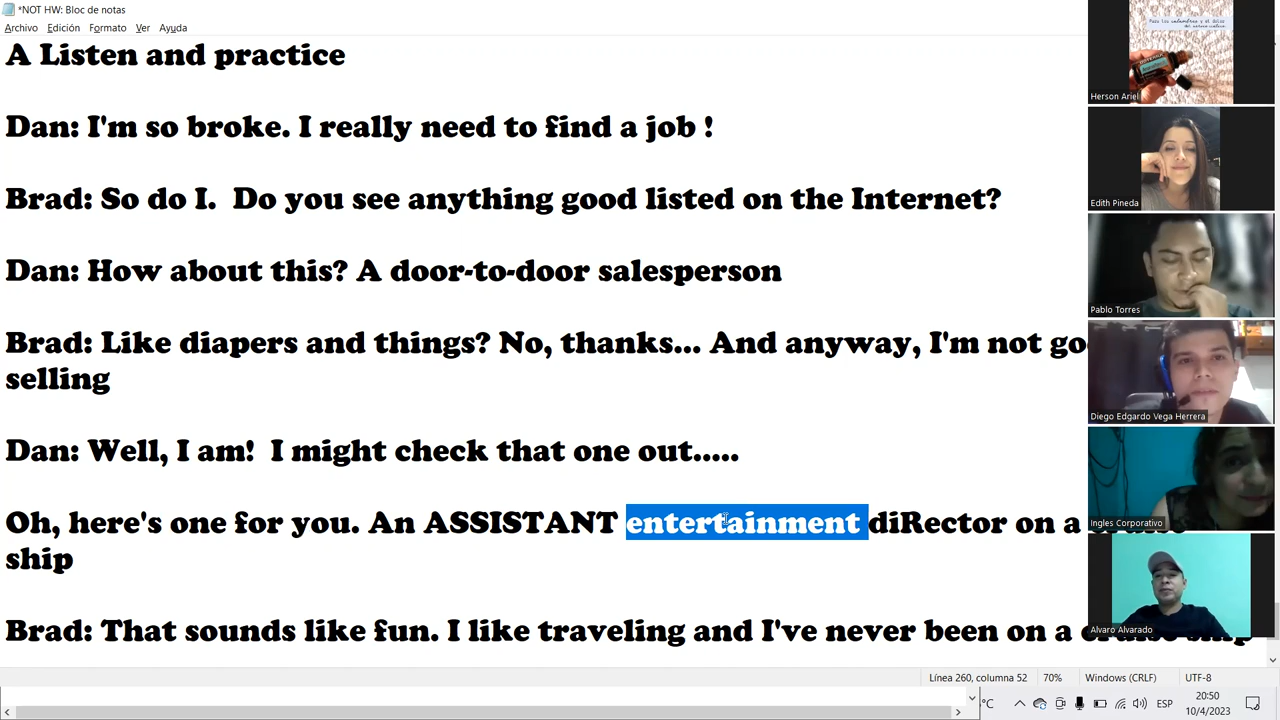 *NOT HW: Bloc de notas
Archivo Edición Formato Ver Ayuda
A Listen and practice
Dan: I'm so broke. I really need to find a job !
Brad: So do I.  Do you see anything good listed on the Internet?
Dan: How about this? A door-to-door salesperson
Brad: Like diapers and things? No, thanks... And anyway, I'm not
selling
Dan: Well, I am!  I might check that one out.....
Oh, here's one for you. An ASSISTANT entertainment diRector on a
ship
Brad: That sounds like fun. I like traveling and I've never been on a
Herson Ariel
Edith Pineda
Pablo Torres
Diego Edgardo Vega Herrera
Ingles Corporativo
Alvaro Alvarado
Línea 260, columna 52 70% Windows (CRLF) UTF-8
°C ESP 20:50
10/4/2023